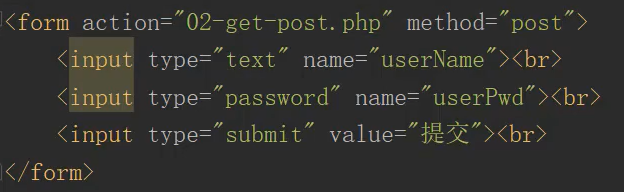 <form action="02-get-post.php" method="post">
<input type="text" name="userName"><br>
<input type="password" name="userPwd"><br>
<input type="submit" value="提交"><br>
</form>